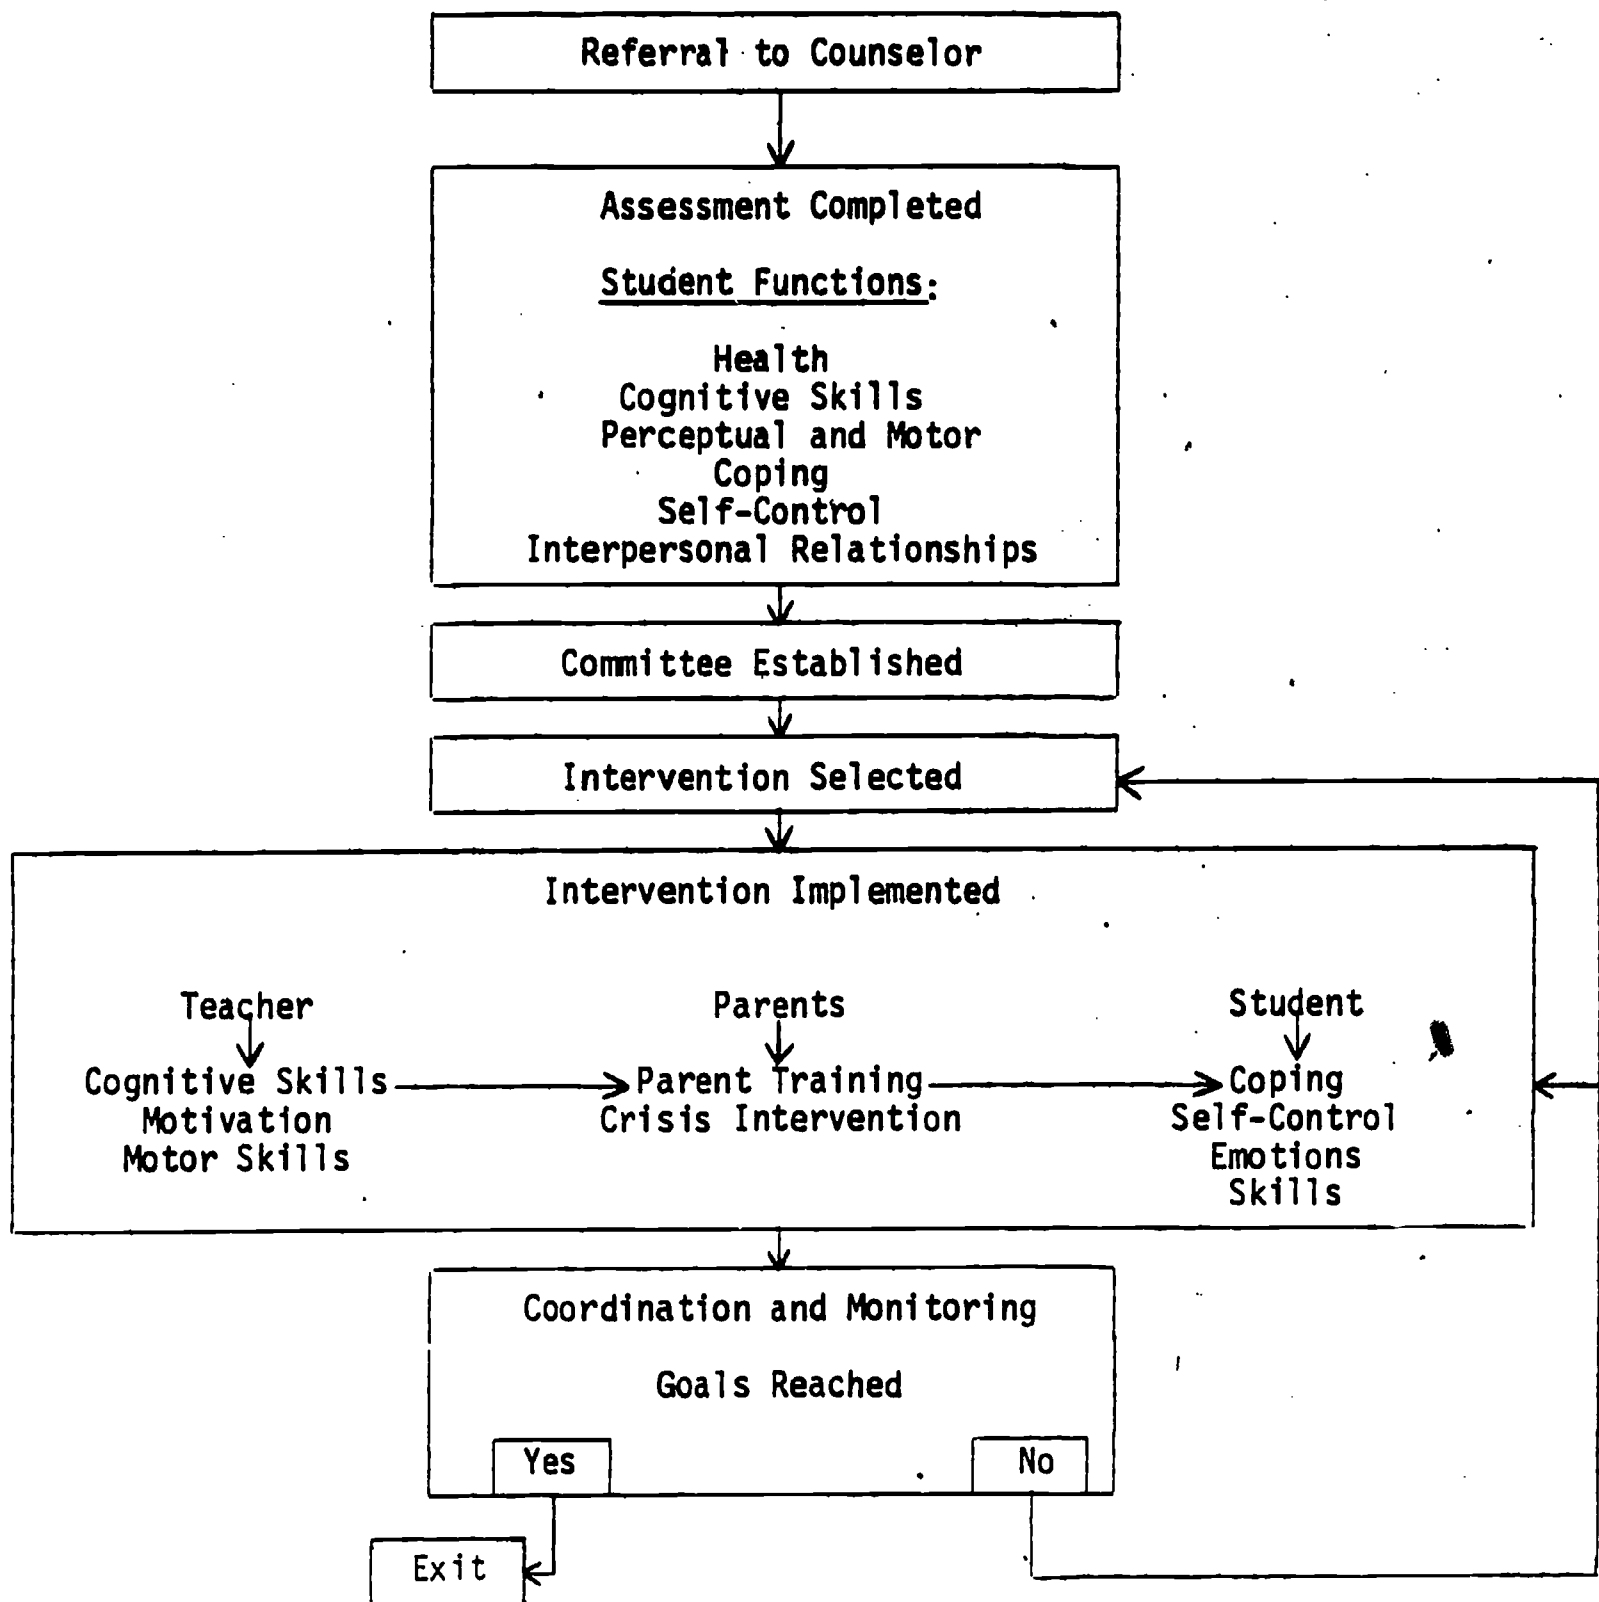 Referral to Counselor
Assessment Completed
Student Functions:
Health
Cognitive Skills
Perceptual and Motor
Coping
Self-Control
Interpersonal Relationships
Committee Established
Intervention Selected
Intervention Implemented
Teacher
Cognitive Skills
Motivation
Motor Skills
Parents
Parent Training
Crisis Intervention
Student
Coping
Self-Control
Emotions
Skills
Coordination and Monitoring
Goals Reached
Yes
No
Exit